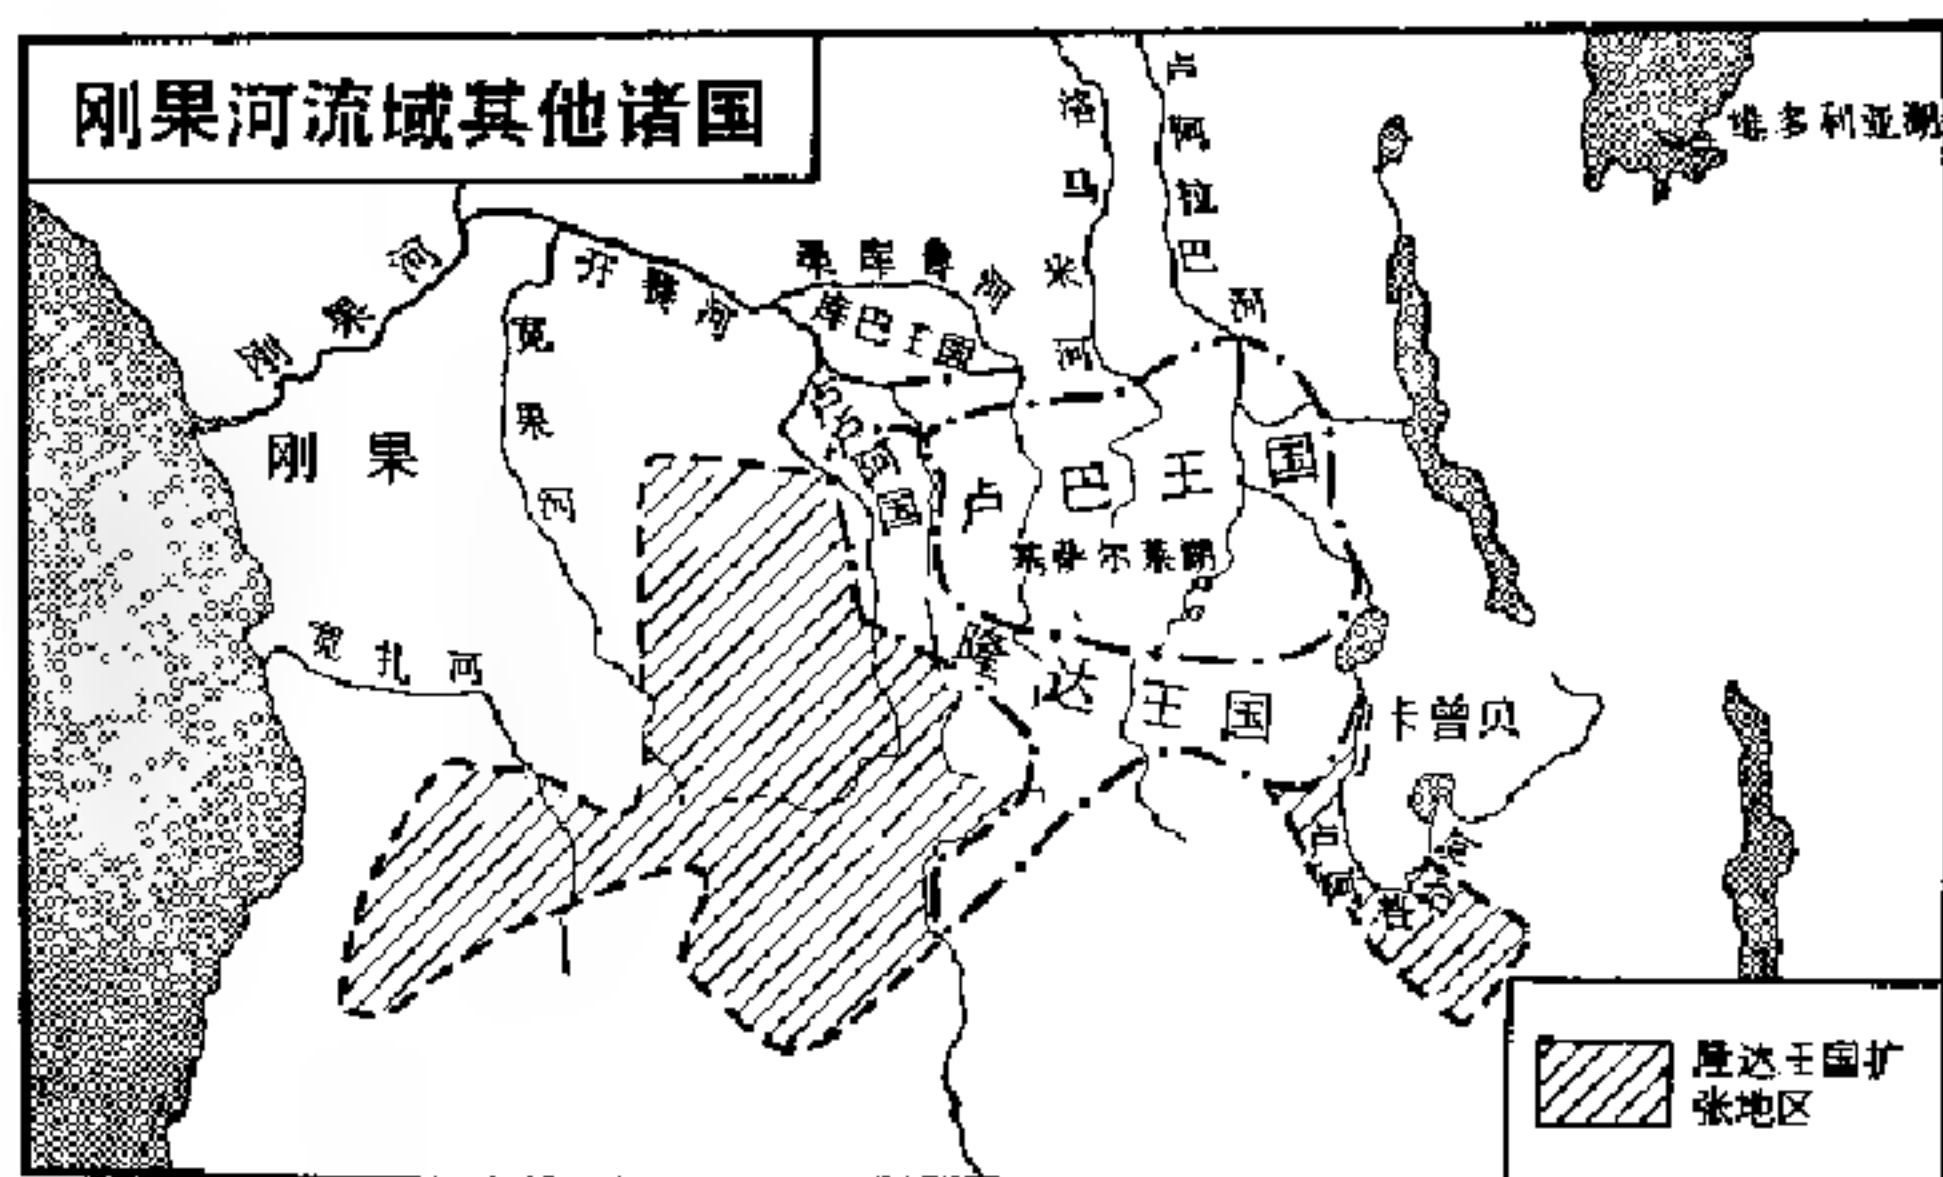 刚果河流域其他诸国
维多利亚湖
卢阿拉巴河
洛马米河
刚果河
开赛河
库鲁河
库巴王国
宽果河
刚果
国
卢巴王国
基萨尔莱湖
宽扎河
隆达王国
卡曾贝
卢阿普拉河
隆达王国扩
张地区